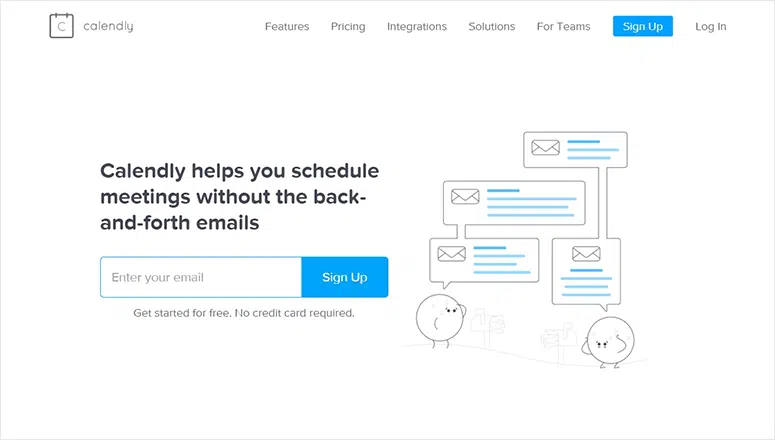 C calendly
Features Pricing Integrations Solutions For Teams Sign Up Log In
Calendly helps you schedule
meetings without the back-
and-forth emails
Enter your email Sign Up
Get started for free. No credit card required.